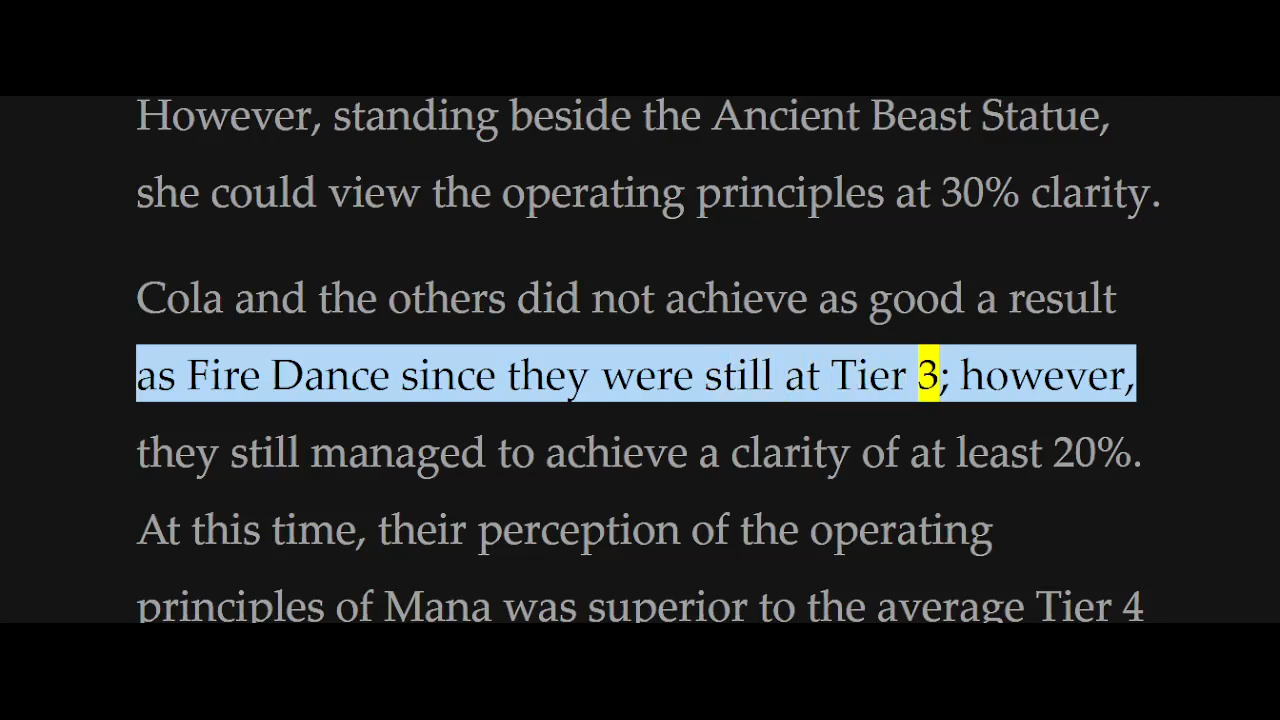 However, standing beside the Ancient Beast Statue,
she could view the operating principles at 30% clarity.
Cola and the others did not achieve as good a result
as Fire Dance since they were still at Tier 3; however,
they still managed to achieve a clarity of at least 20%.
At this time, their perception of the operating
principles of Mana was superior to the average Tier 4